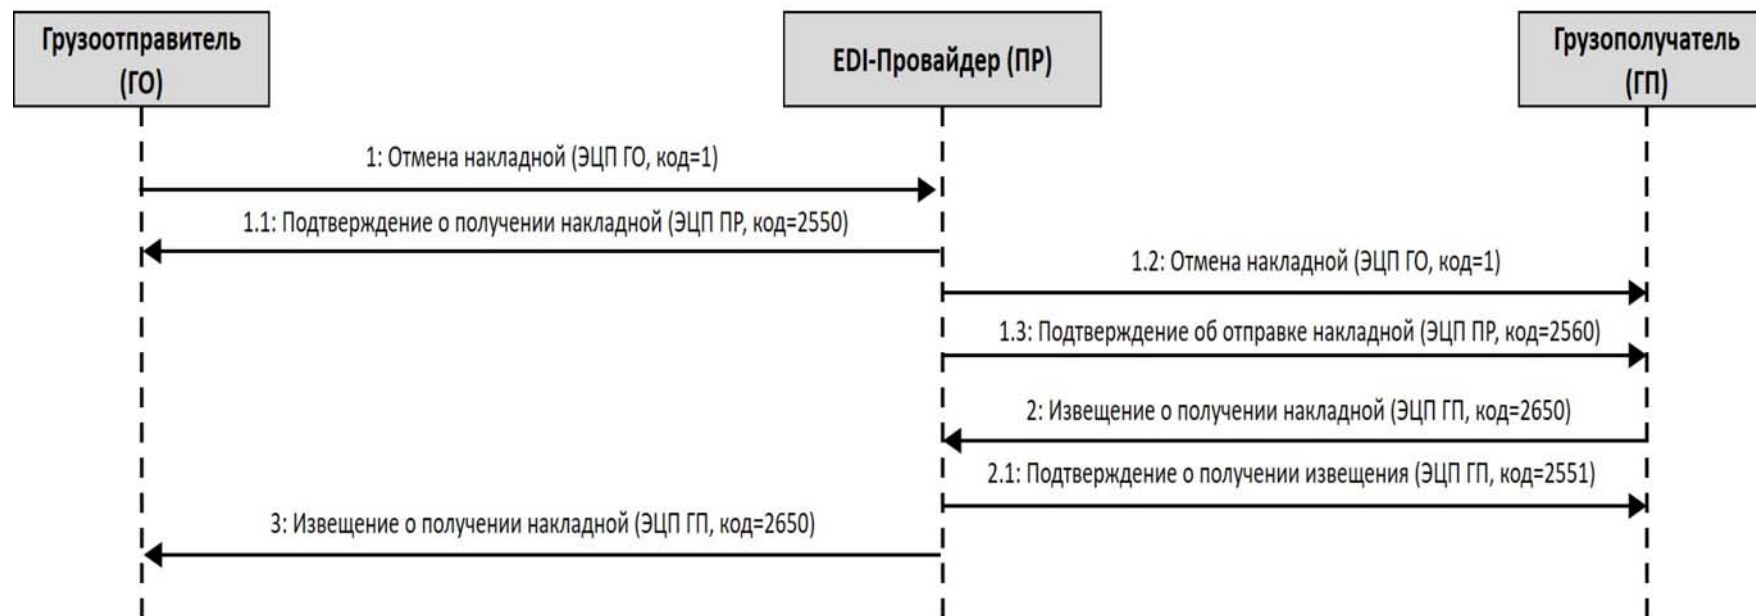 Грузоотправитель
(ГО)
EDI-Провайдер (ПР)
Грузополучатель
(ГП)
1: Отмена накладной (ЭЦП ГО, код=1)
1.1: Подтверждение о получении накладной (ЭЦП ПР, код=2550)
1.2: Отмена накладной (ЭЦП ГО, код=1)
1.3: Подтверждение об отправке накладной (ЭЦП ПР, код=2560)
2: Извещение о получении накладной (ЭЦП ГП, код=2650)
2.1: Подтверждение о получении извещения (ЭЦП ГП, код=2551)
3: Извещение о получении накладной (ЭЦП ГП, код=2650)